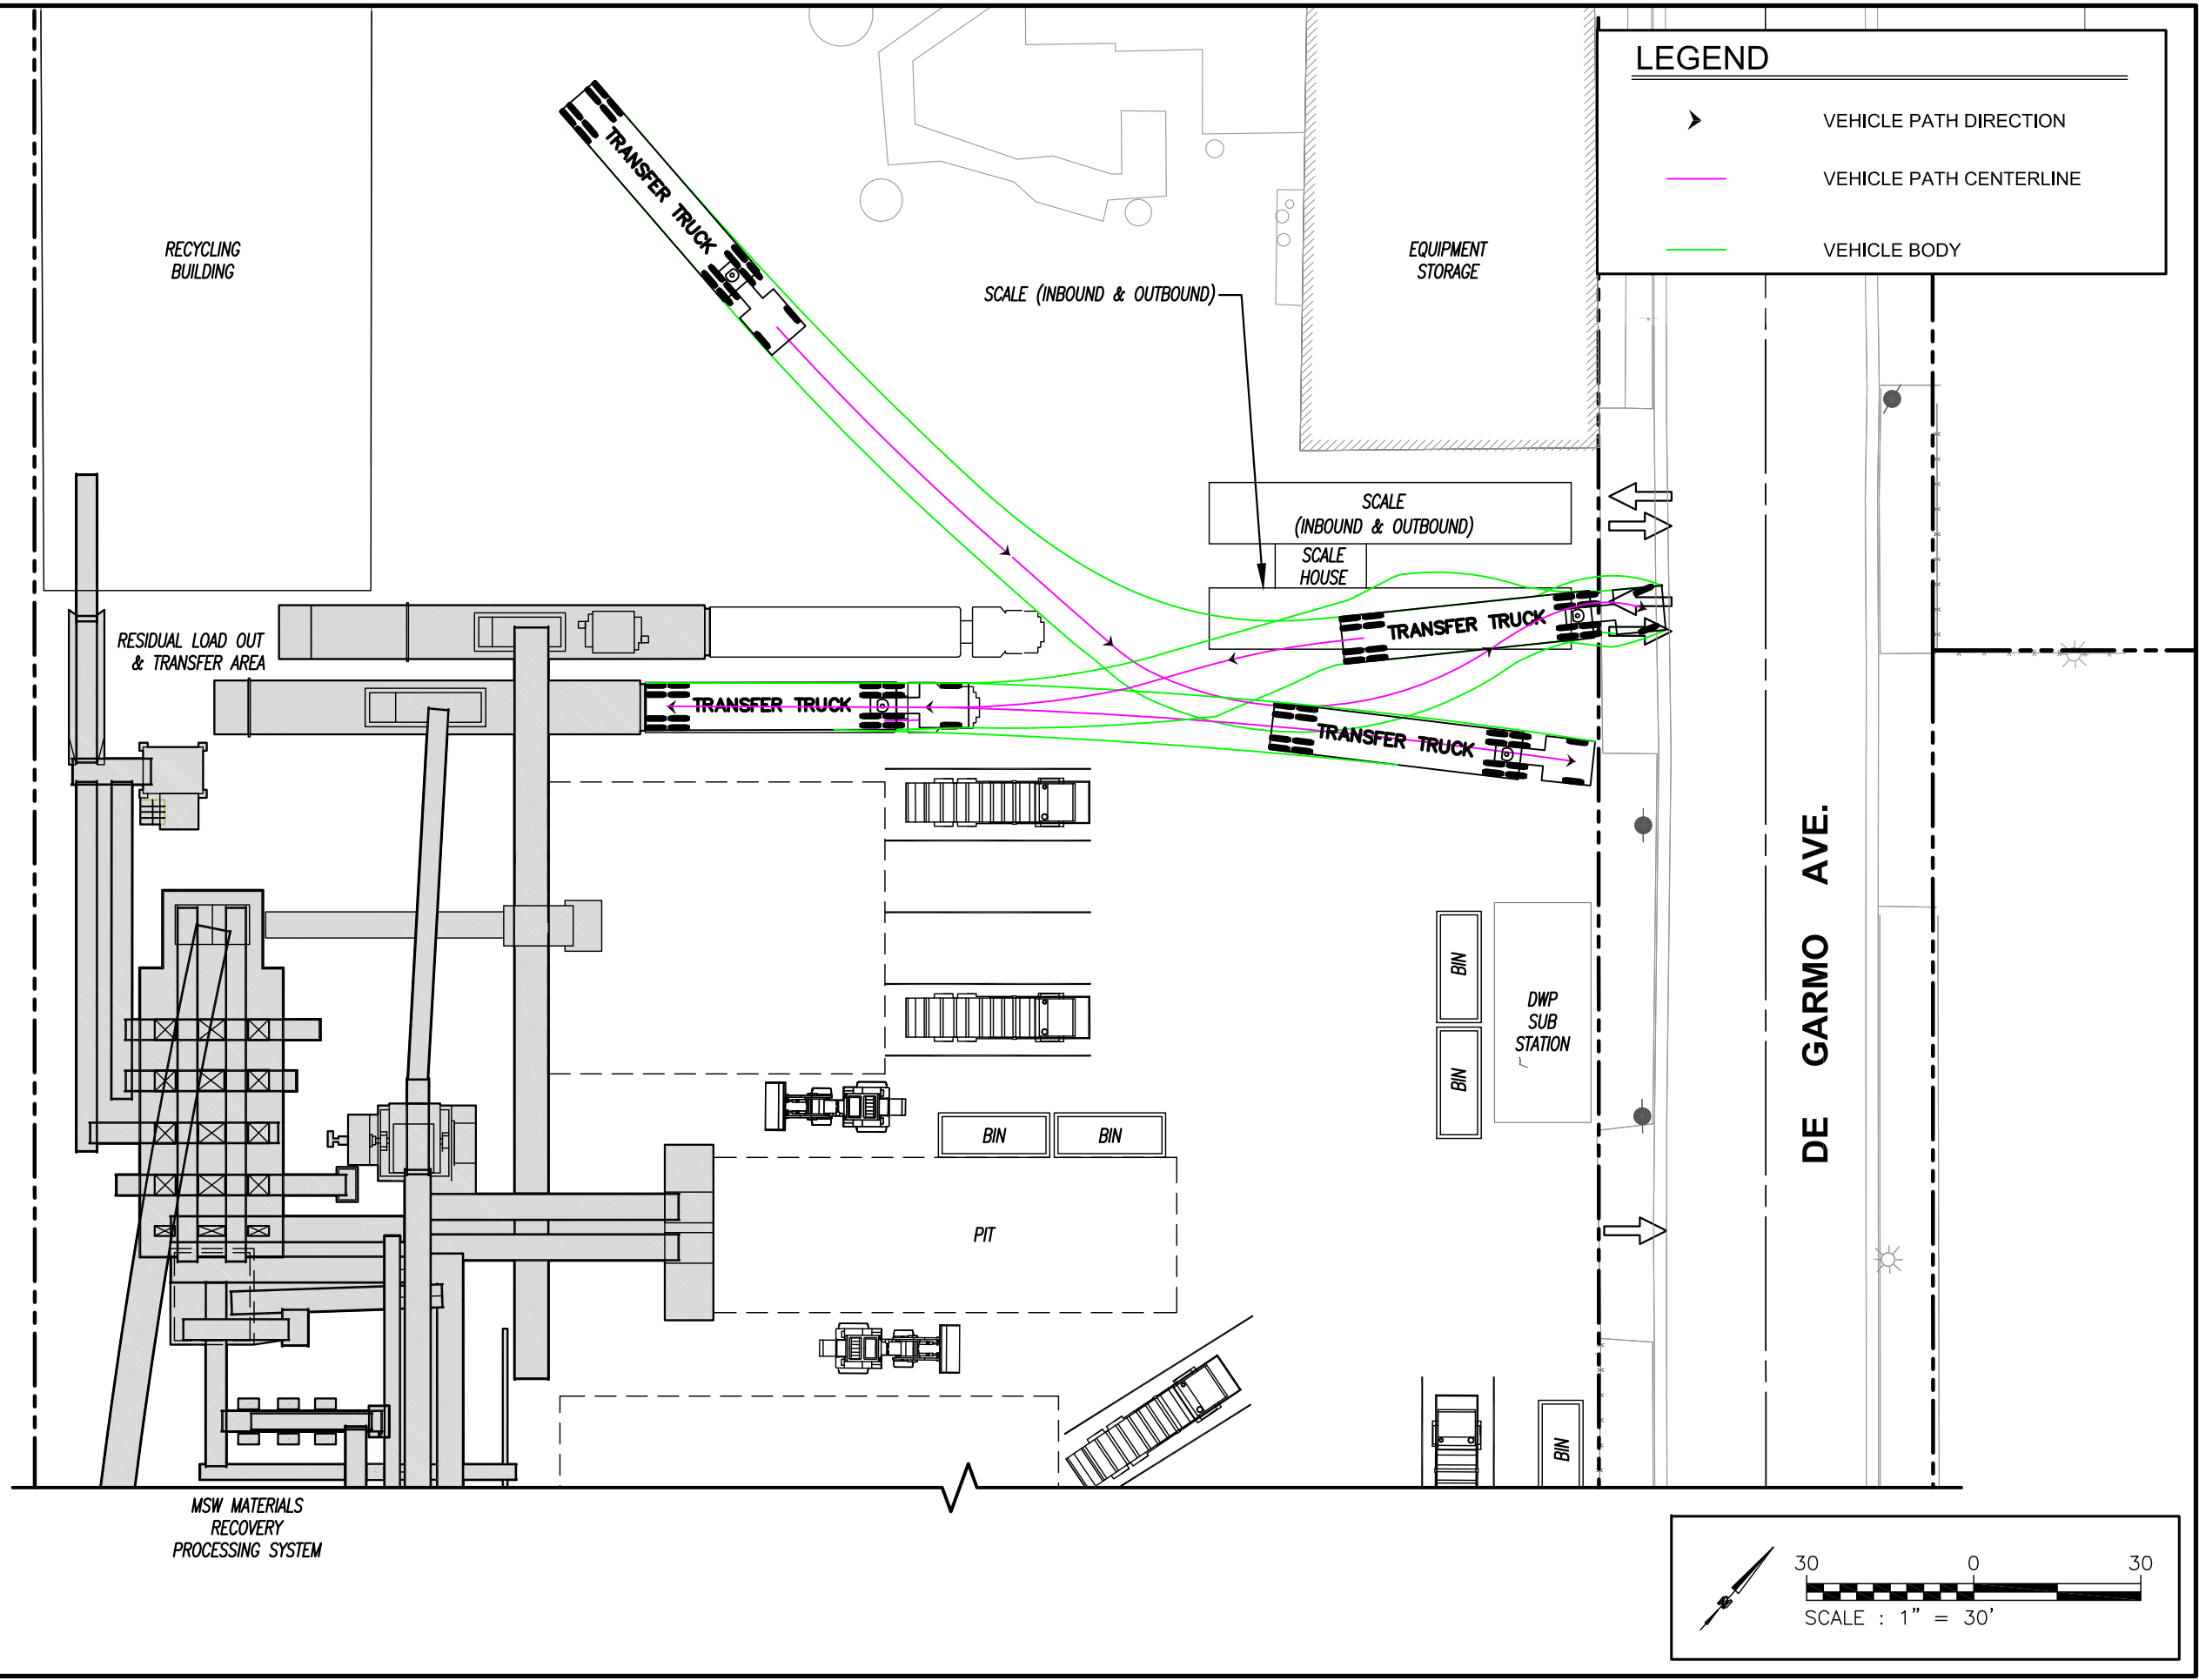 LEGEND
VEHICLE PATH DIRECTION
VEHICLE PATH CENTERLINE
VEHICLE BODY
TRANSFER TRUCK
RECYCLING
BUILDING
EQUIPMENT
STORAGE
SCALE (INBOUND & OUTBOUND)
SCALE
(INBOUND & OUTBOUND)
SCALE
HOUSE
TRANSFER TRUCK
RESIDUAL LOAD OUT
& TRANSFER AREA
TRANSFER TRUCK
TRANSFER TRUCK
DE GARMO AVE.
BIN
BIN
DWP
SUB
STATION
BIN
BIN
PIT
BIN
MSW MATERIALS
RECOVERY
PROCESSING SYSTEM
N
30 0 30
SCALE : 1" = 30'